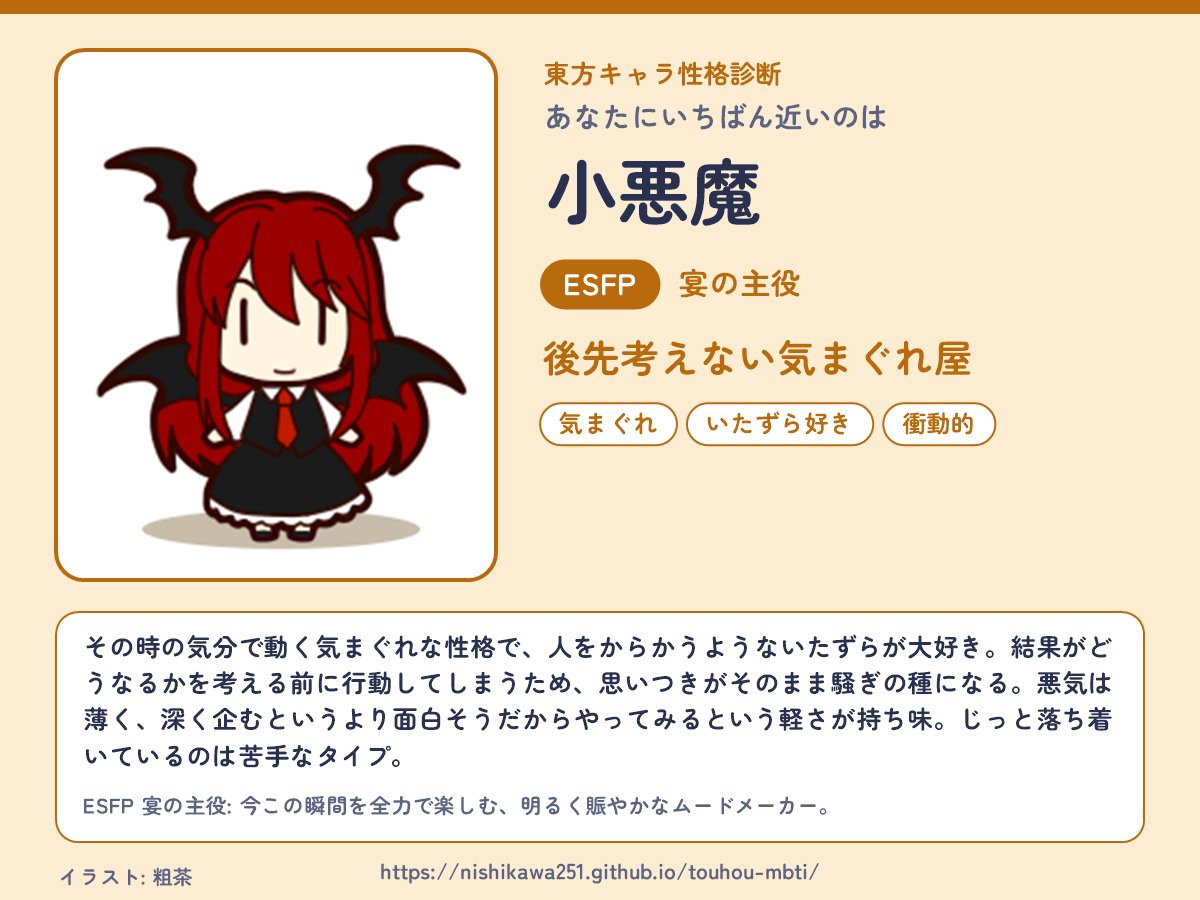 東方キャラ性格診断
あなたにいちばん近いのは
小悪魔
ESFP 宴の主役
後先考えない気まぐれ屋
気まぐれ いたずら好き 衝動的
その時の気分で動く気まぐれな性格で、人をからかうようないたずらが大好き。結果がど
うなるかを考える前に行動してしまうため、思いつきがそのまま騒ぎの種になる。悪気は
薄く、深く企むというより面白そうだからやってみるという軽さが持ち味。じっと落ち着
いているのは苦手なタイプ。
ESFP 宴の主役: 今この瞬間を全力で楽しむ、明るく賑やかなムードメーカー。
イラスト: 粗茶
https://nishikawa251.github.io/touhou-mbti/